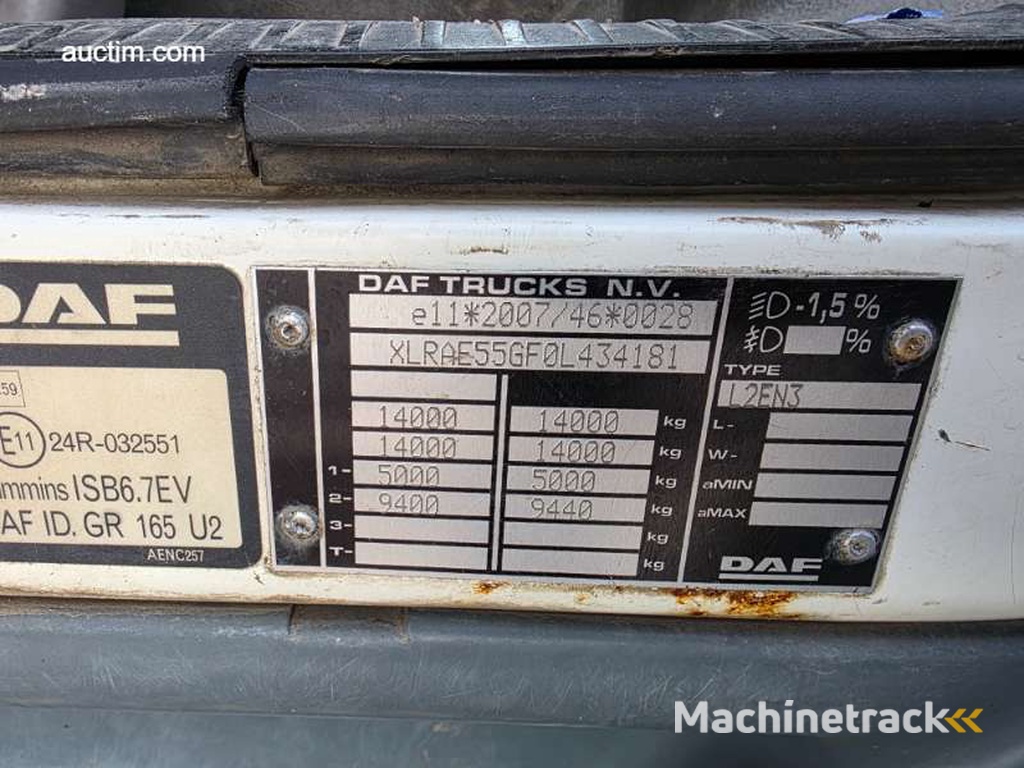 auctim.com
DAF
259
E11 24R-032551
ISB6.7EV
ID. GR 165 U2
AENC257
DAF TRUCKS N.V.
e11*2007/46*0028
XLRAE55GF0L434181
14000 14000 kg
14000 14000 kg
1- 5000 5000 kg
2- 9400 9440 kg
3- kg
T- kg
D -1,5%
D %
TYPE
L2EN3
L-
W-
aMIN
aMAX
DAF
Machinetrack